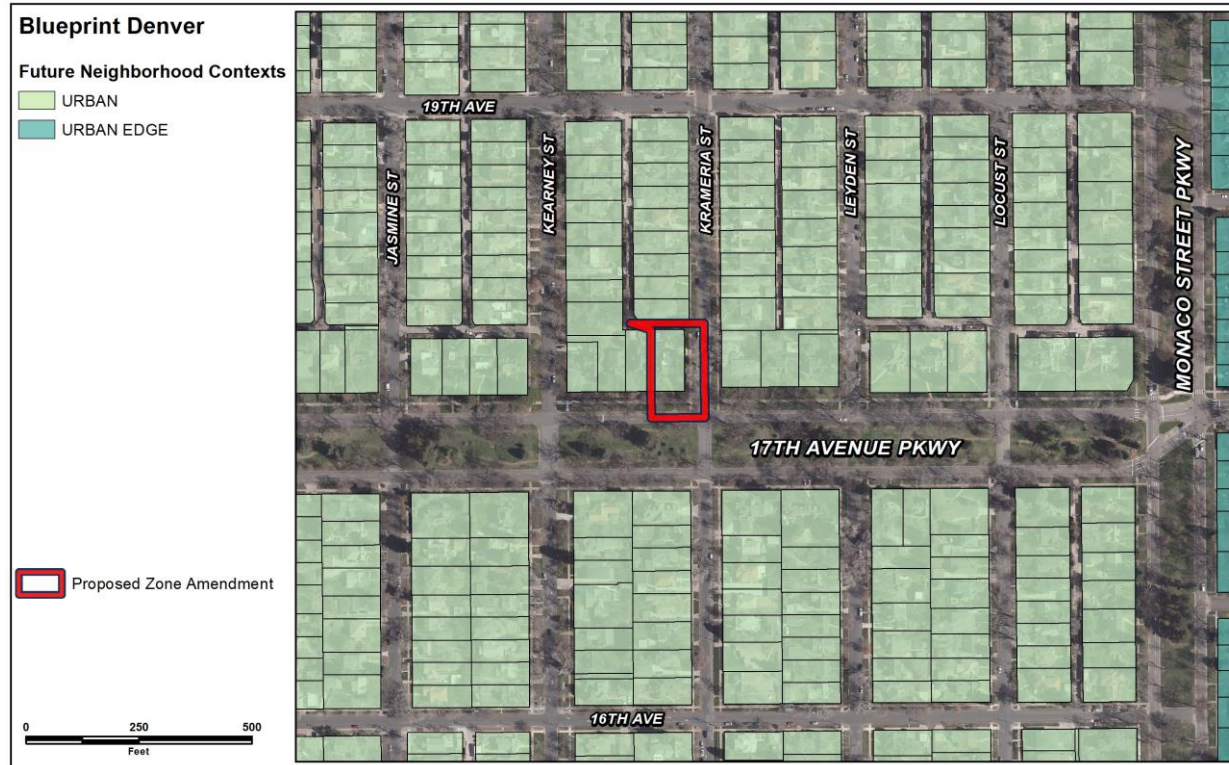 Blueprint Denver
Future Neighborhood Contexts
URBAN
URBAN EDGE
Proposed Zone Amendment
0 250 500
Feet
19TH AVE
JASMINE ST
KEARNEY ST
KRAMERIA ST
LEYDEN ST
LOCUST ST
MONACO STREET PKWY
17TH AVENUE PKWY
16TH AVE